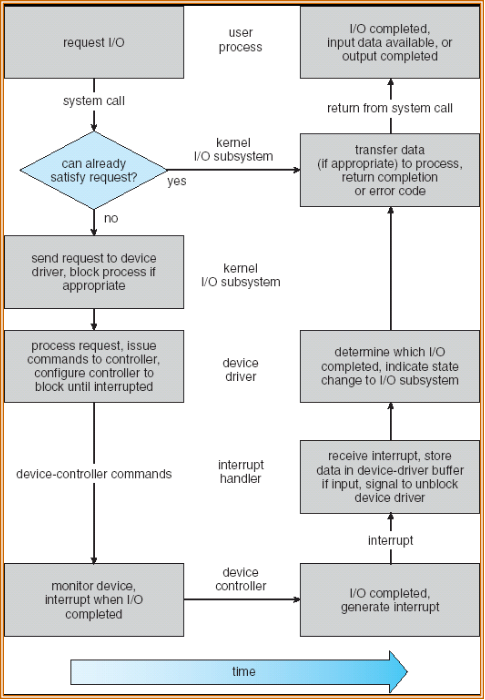 request I/O
user
process
I/O completed,
input data available, or
output completed
system call
return from system call
can already
satisfy request?
yes
no
kernel
I/O subsystem
transfer data
(if appropriate) to process,
return completion
or error code
send request to device
driver, block process if
appropriate
kernel
I/O subsystem
process request, issue
commands to controller,
configure controller to
block until interrupted
device
driver
determine which I/O
completed, indicate state
change to I/O subsystem
device-controller commands
interrupt
handler
receive interrupt, store
data in device-driver buffer
if input, signal to unblock
device driver
interrupt
monitor device,
interrupt when I/O
completed
device
controller
I/O completed,
generate interrupt
time